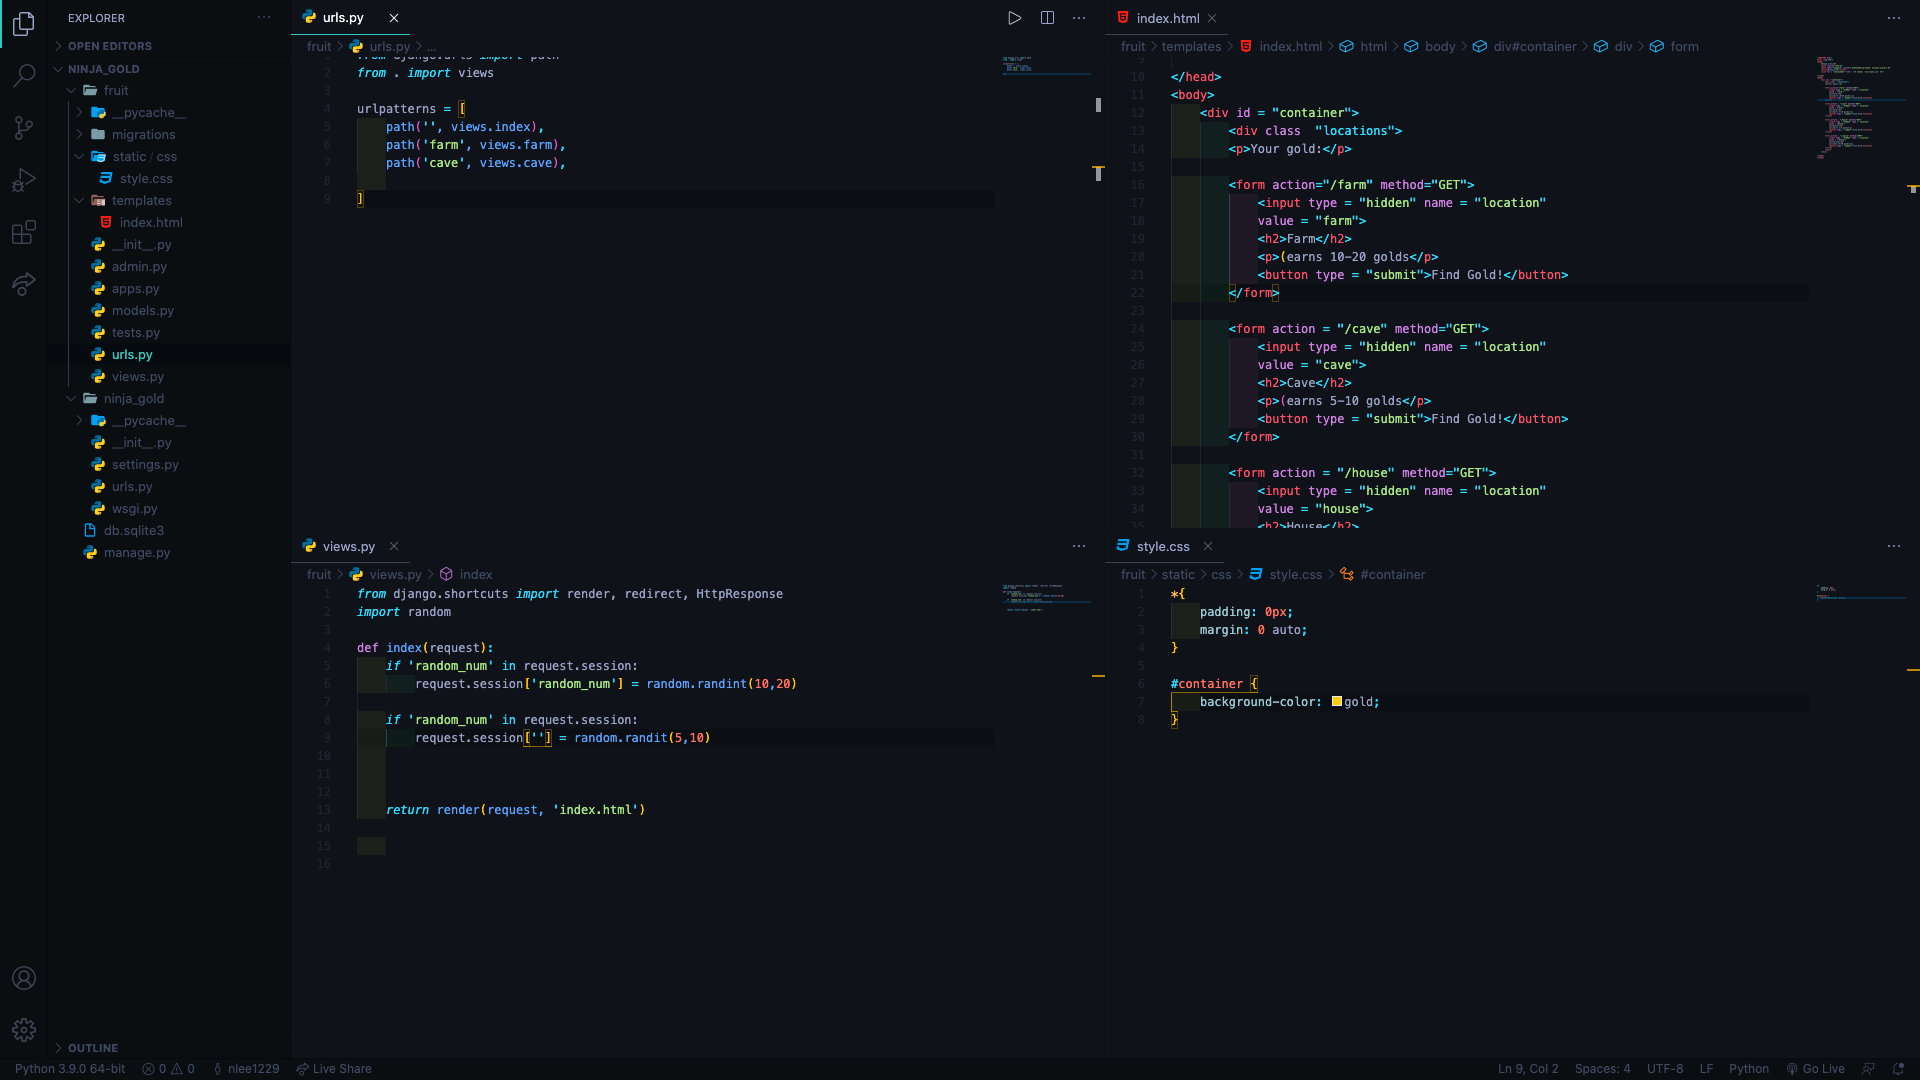 EXPLORER
OPEN EDITORS
NINJA_GOLD
fruit
__pycache__
migrations
static / css
style.css
templates
index.html
__init__.py
admin.py
apps.py
models.py
tests.py
urls.py
views.py
ninja_gold
__pycache__
__init__.py
settings.py
urls.py
wsgi.py
db.sqlite3
manage.py
OUTLINE
urls.py
fruit > urls.py > ...
1 from django.urls import path
2 from . import views
3
4 urlpatterns = [
5 path('', views.index),
6 path('farm', views.farm),
7 path('cave', views.cave),
8
9 ]
index.html
fruit > templates > index.html > html > body > div#container > div > form
9
10 </head>
11 <body>
12 <div id = "container">
13 <div class  "locations">
14 <p>Your gold:</p>
15
16 <form action="/farm" method="GET">
17 <input type = "hidden" name = "location"
18 value = "farm">
19 <h2>Farm</h2>
20 <p>(earns 10-20 golds</p>
21 <button type = "submit">Find Gold!</button>
22 </form>
23
24 <form action = "/cave" method="GET">
25 <input type = "hidden" name = "location"
26 value = "cave">
27 <h2>Cave</h2>
28 <p>(earns 5-10 golds</p>
29 <button type = "submit">Find Gold!</button>
30 </form>
31
32 <form action = "/house" method="GET">
33 <input type = "hidden" name = "location"
34 value = "house">
35 <h2>House</h2>
views.py
fruit > views.py > index
1 from django.shortcuts import render, redirect, HttpResponse
2 import random
3
4 def index(request):
5 if 'random_num' in request.session:
6 request.session['random_num'] = random.randint(10,20)
7
8 if 'random_num' in request.session:
9 request.session[''] = random.randit(5,10)
10
11
12
13 return render(request, 'index.html')
14
15
16
style.css
fruit > static > css > style.css > #container
1 *{
2 padding: 0px;
3 margin: 0 auto;
4 }
5
6 #container {
7 background-color: gold;
8 }
Python 3.9.0 64-bit 0 0 nlee1229 Live Share Ln 9, Col 2 Spaces: 4 UTF-8 LF Python Go Live